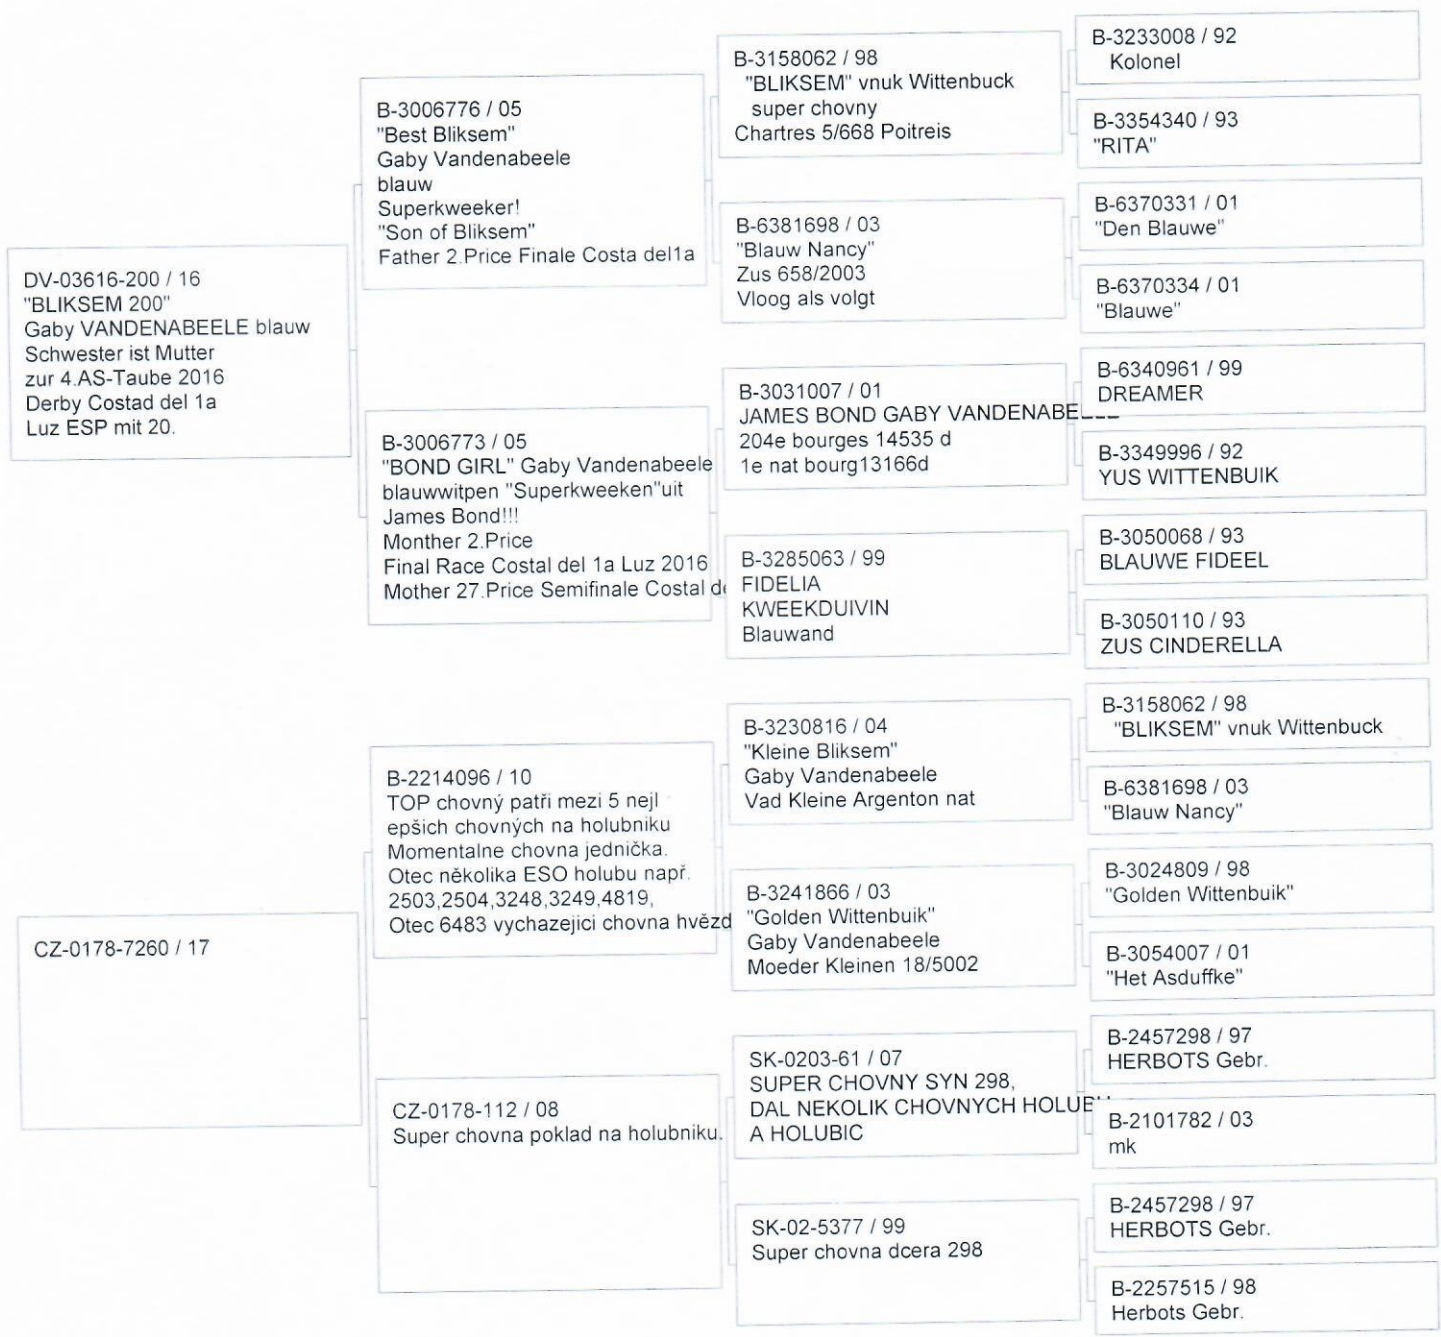 DV-03616-200 / 16
"BLIKSEM 200"
Gaby VANDENABEELE blauw
Schwester ist Mutter
zur 4.AS-Taube 2016
Derby Costad del 1a
Luz ESP mit 20.
B-3006776 / 05
"Best Bliksem"
Gaby Vandenabeele
blauw
Superkweeker!
"Son of Bliksem"
Father 2.Price Finale Costa del1a
B-3006773 / 05
"BOND GIRL" Gaby Vandenabeele
blauwwitpen "Superkweeken"uit
James Bond!!!
Monther 2.Price
Final Race Costal del 1a Luz 2016
Mother 27.Price Semifinale Costal de
B-3158062 / 98
"BLIKSEM" vnuk Wittenbuck
super chovny
Chartres 5/668 Poitreis
B-6381698 / 03
"Blauw Nancy"
Zus 658/2003
Vloog als volgt
B-3031007 / 01
JAMES BOND GABY VANDENABEELE
204e bourges 14535 d
1e nat bourg13166d
B-3285063 / 99
FIDELIA
KWEEKDUIVIN
Blauwand
B-3233008 / 92
Kolonel
B-3354340 / 93
"RITA"
B-6370331 / 01
"Den Blauwe"
B-6370334 / 01
"Blauwe"
B-6340961 / 99
DREAMER
B-3349996 / 92
YUS WITTENBUIK
B-3050068 / 93
BLAUWE FIDEEL
B-3050110 / 93
ZUS CINDERELLA
CZ-0178-7260 / 17
B-2214096 / 10
TOP chovný patři mezi 5 nejl
epšich chovných na holubniku
Momentalne chovna jednička.
Otec několika ESO holubu např.
2503,2504,3248,3249,4819,
Otec 6483 vychazejici chovna hvězd
CZ-0178-112 / 08
Super chovna poklad na holubniku.
B-3230816 / 04
"Kleine Bliksem"
Gaby Vandenabeele
Vad Kleine Argenton nat
B-3241866 / 03
"Golden Wittenbuik"
Gaby Vandenabeele
Moeder Kleinen 18/5002
SK-0203-61 / 07
SUPER CHOVNY SYN 298,
DAL NEKOLIK CHOVNYCH HOLUBU
A HOLUBIC
SK-02-5377 / 99
Super chovna dcera 298
B-3158062 / 98
"BLIKSEM" vnuk Wittenbuck
B-6381698 / 03
"Blauw Nancy"
B-3024809 / 98
"Golden Wittenbuik"
B-3054007 / 01
"Het Asduffke"
B-2457298 / 97
HERBOTS Gebr.
B-2101782 / 03
mk
B-2457298 / 97
HERBOTS Gebr.
B-2257515 / 98
Herbots Gebr.